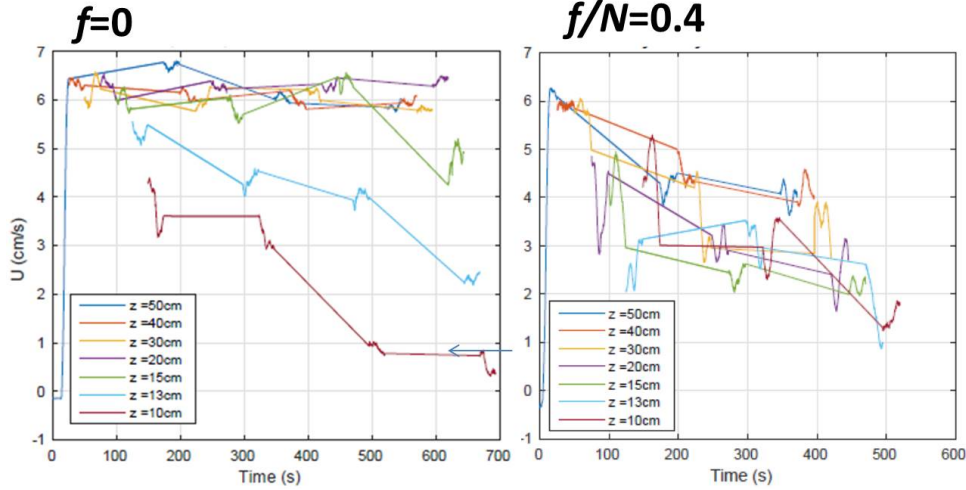 f=0
f/N=0.4
7
6
5
4
3
2
1
0
-1
U (cm/s)
z =50cm
z =40cm
z =30cm
z =20cm
z =15cm
z =13cm
z =10cm
0 100 200 300 400 500 600 700
Time (s)
7
6
5
4
3
2
1
0
-1
z =50cm
z =40cm
z =30cm
z =20cm
z =15cm
z =13cm
z =10cm
0 100 200 300 400 500 600
Time (s)